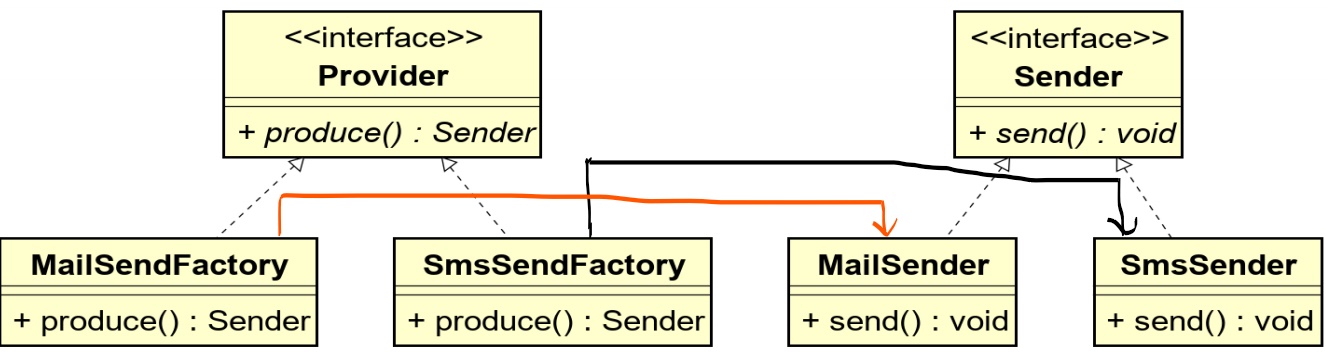 <<interface>>
Provider
+ produce() : Sender
<<interface>>
Sender
+ send() : void
MailSendFactory
+ produce() : Sender
SmsSendFactory
+ produce() : Sender
MailSender
+ send() : void
SmsSender
+ send() : void